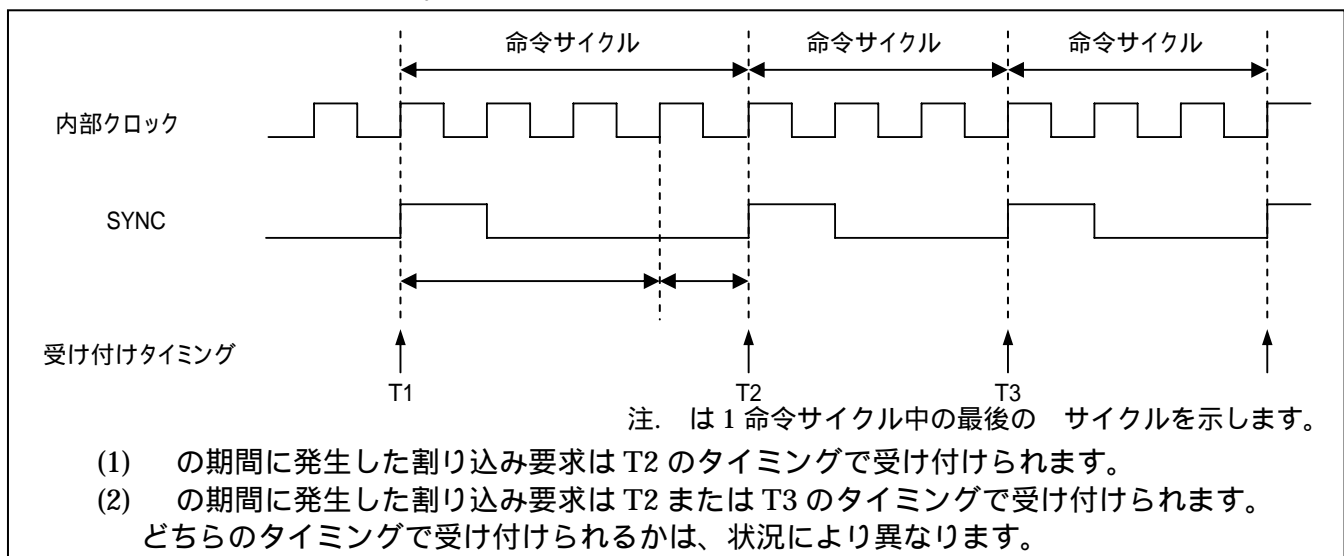 命令サイクル 命令サイクル 命令サイクル
内部クロック
SYNC
受け付けタイミング
T1 T2 T3
注. は 1 命令サイクル中の最後の サイクルを示します。
(1) の期間に発生した割り込み要求は T2 のタイミングで受け付けられます。
(2) の期間に発生した割り込み要求は T2 または T3 のタイミングで受け付けられます。
どちらのタイミングで受け付けられるかは、状況により異なります。